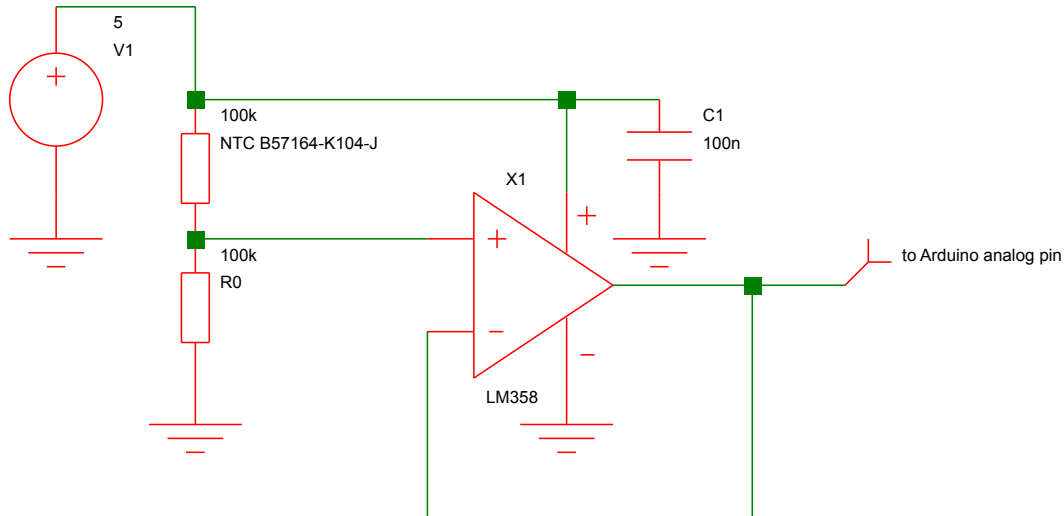 5
V1
100k
NTC B57164-K104-J
C1
100n
X1
100k
R0
to Arduino analog pin
LM358